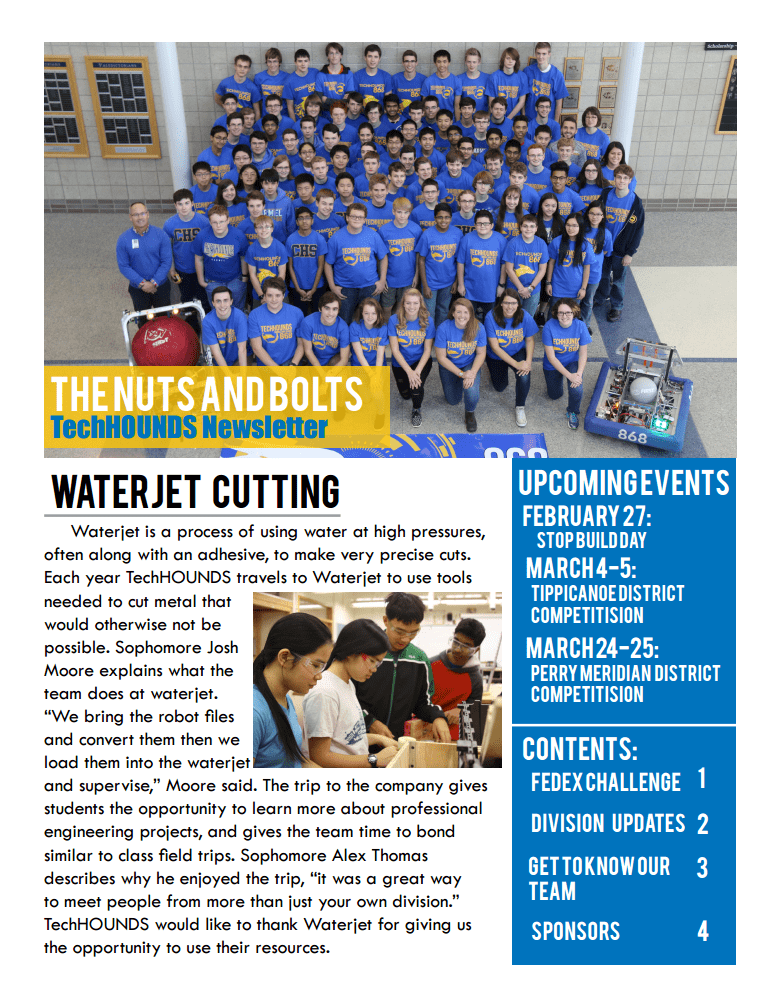 THE NUTS AND BOLTS
TechHOUNDS Newsletter
868
WATERJET CUTTING
Waterjet is a process of using water at high pressures,
often along with an adhesive, to make very precise cuts.
Each year TechHOUNDS travels to Waterjet to use tools
needed to cut metal that
would otherwise not be
possible. Sophomore Josh
Moore explains what the
team does at waterjet.
“We bring the robot files
and convert them then we
load them into the waterjet
and supervise,” Moore said. The trip to the company gives
students the opportunity to learn more about professional
engineering projects, and gives the team time to bond
similar to class field trips. Sophomore Alex Thomas
describes why he enjoyed the trip, “it was a great way
to meet people from more than just your own division.”
TechHOUNDS would like to thank Waterjet for giving us
the opportunity to use their resources.
UPCOMING EVENTS
FEBRUARY 27:
STOP BUILD DAY
MARCH 4-5:
TIPPICANOE DISTRICT
COMPETITISION
MARCH 24-25:
PERRY MERIDIAN DISTRICT
COMPETITISION
CONTENTS:
FEDEX CHALLENGE 1
DIVISION UPDATES 2
GET TO KNOW OUR 3
TEAM
SPONSORS 4